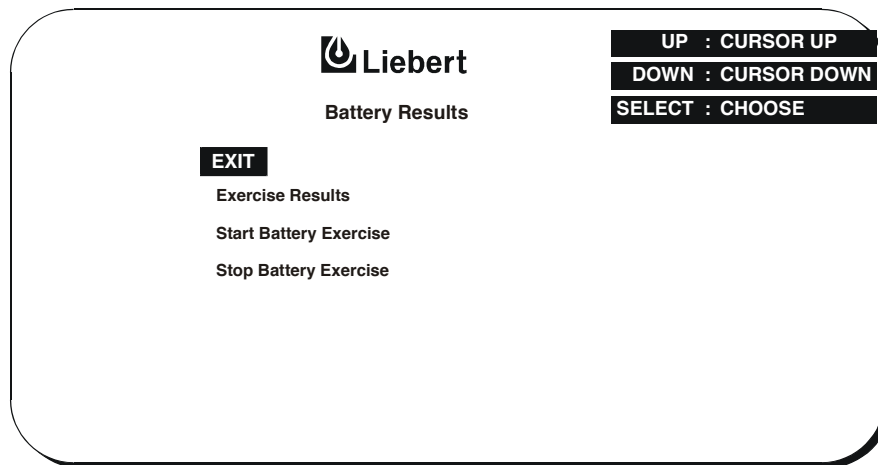 Liebert
Battery Results
UP : CURSOR UP
DOWN : CURSOR DOWN
SELECT : CHOOSE
EXIT
Exercise Results
Start Battery Exercise
Stop Battery Exercise